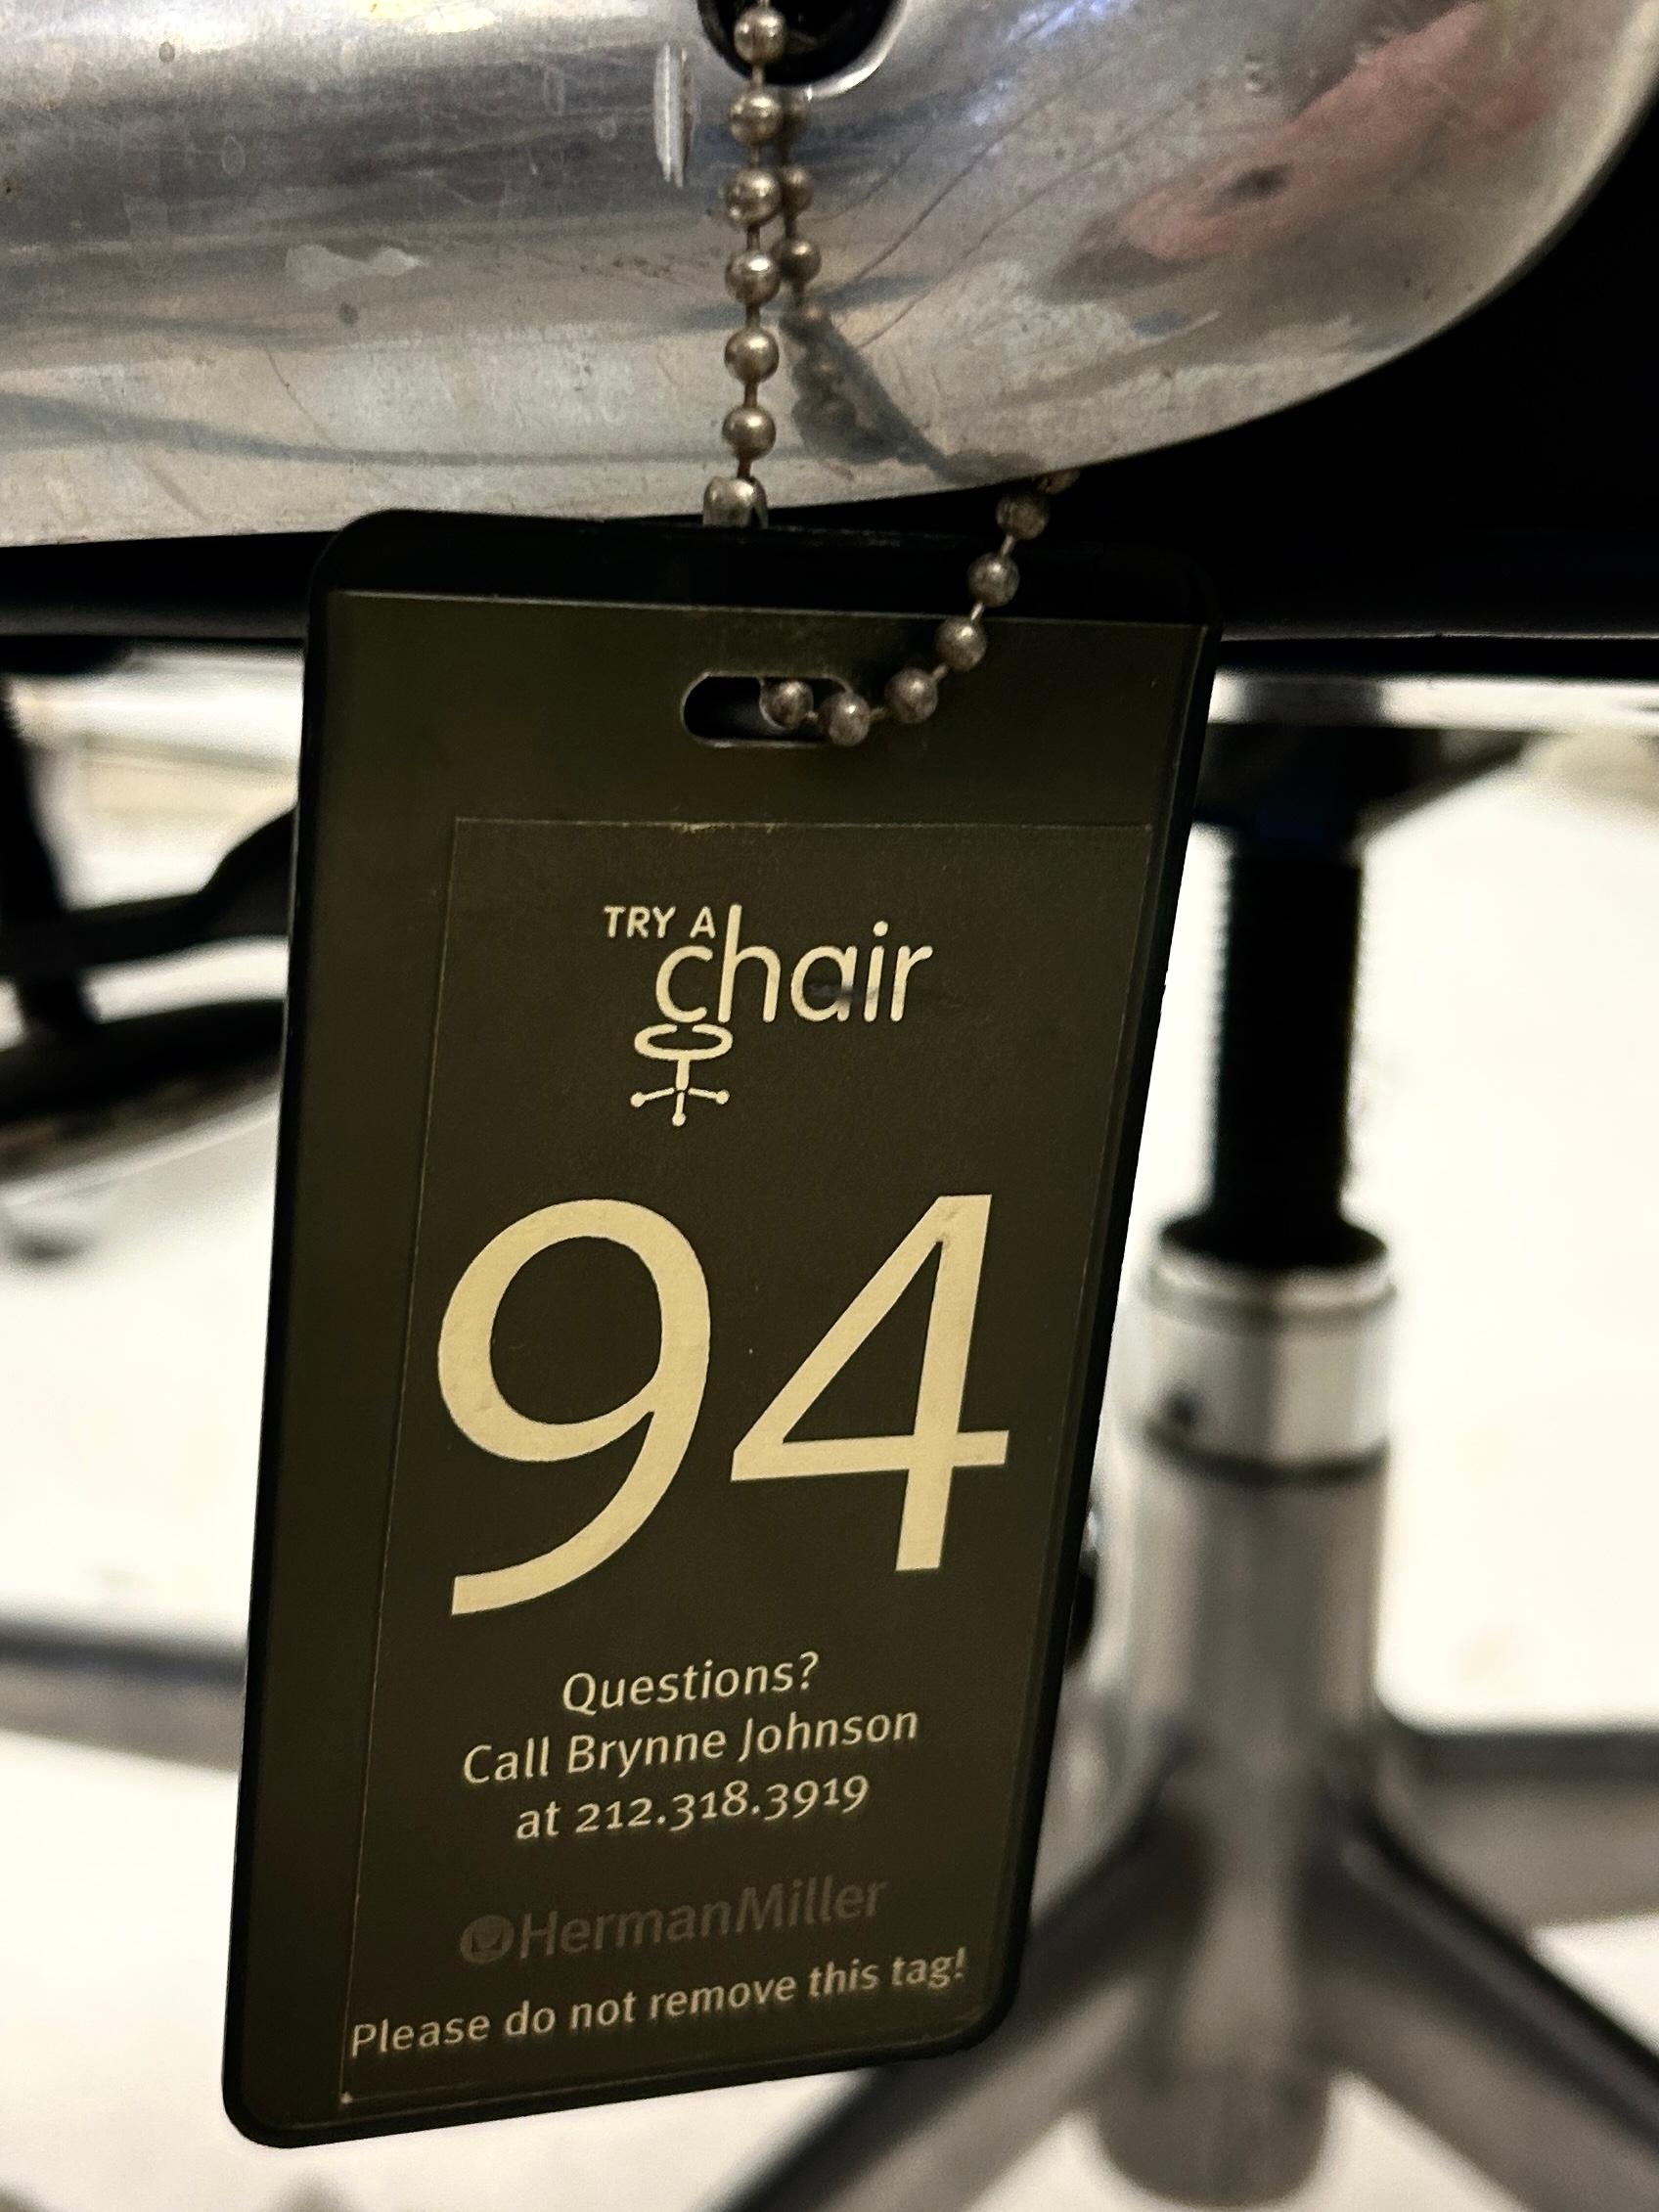 TRY A
chair
94
Questions?
Call Brynne Johnson
at 212.318.3919
HermanMiller
Please do not remove this tag!